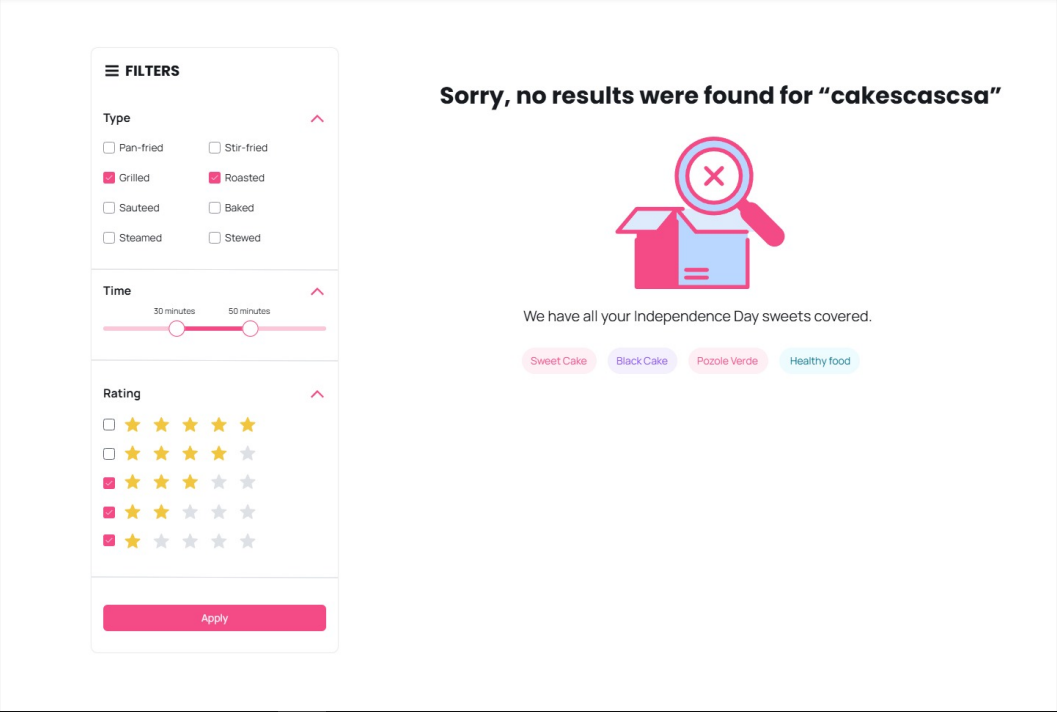 FILTERS
Type
Pan-fried
Stir-fried
Grilled
Roasted
Sauteed
Baked
Steamed
Stewed
Time
30 minutes
50 minutes
Rating
Apply
Sorry, no results were found for “cakescascsa”
We have all your Independence Day sweets covered.
Sweet Cake
Black Cake
Pozole Verde
Healthy food